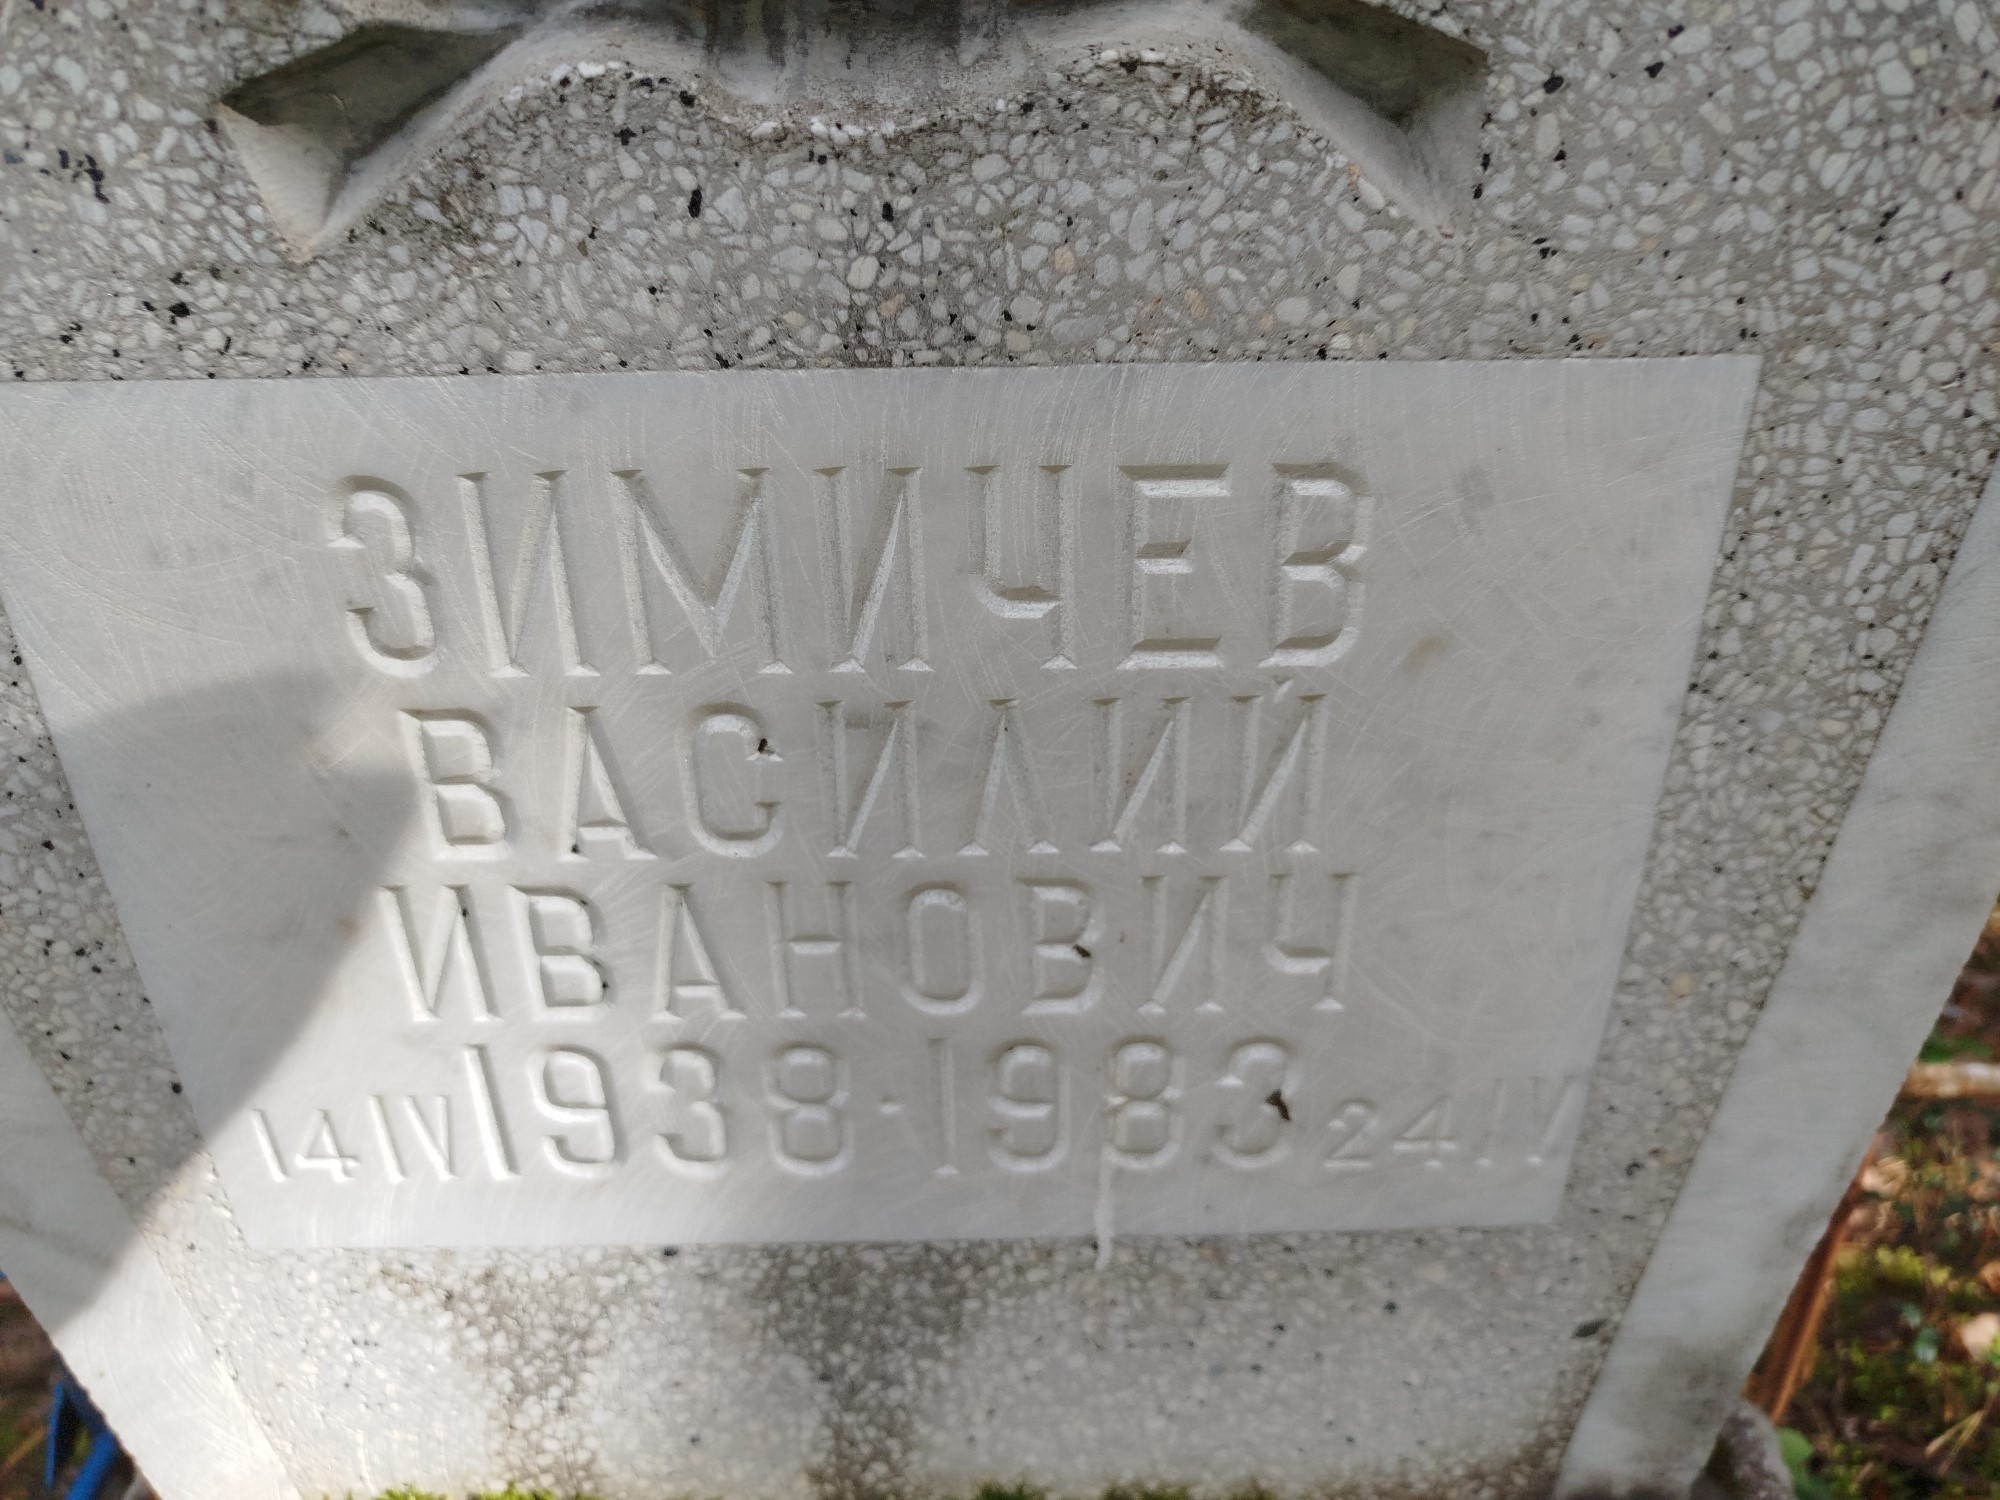 ЗИМИЧЕВ
ВАСИЛИЙ
ИВАНОВИЧ
14 IV 1938 · 1983 24 IV